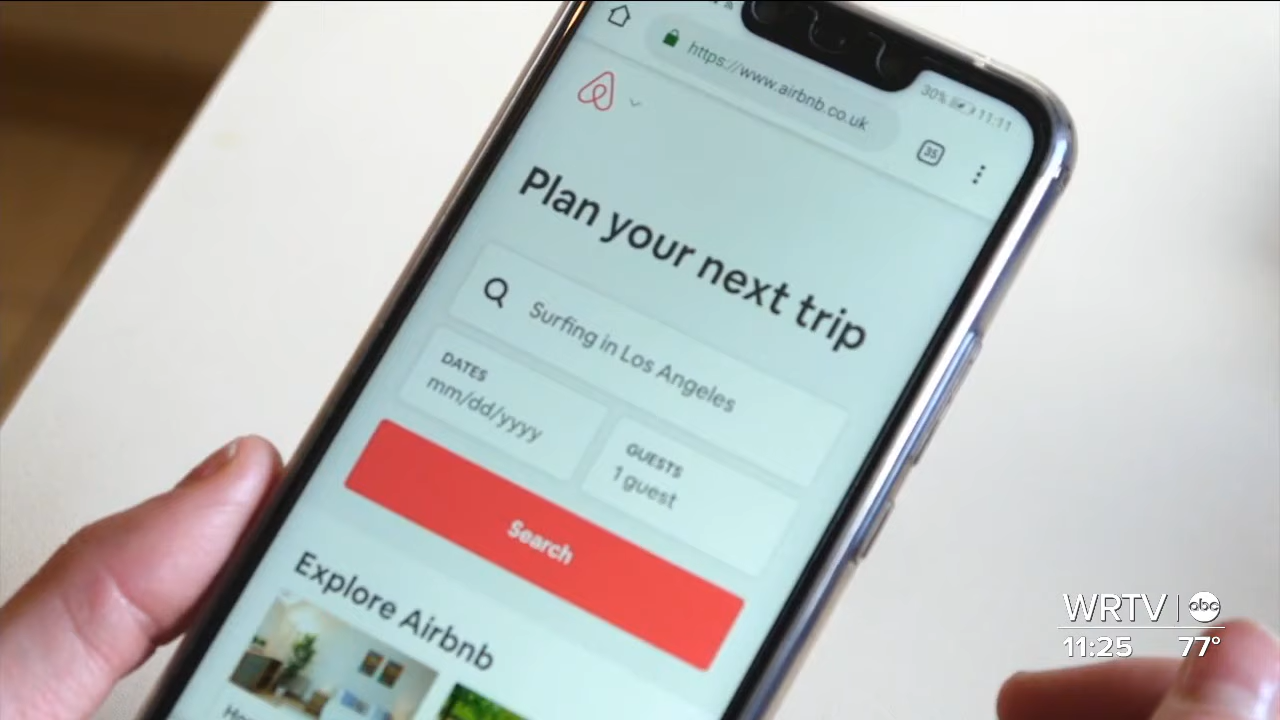 https://www.airbnb.co.uk
30% 11:11
35
Plan your next trip
Surfing in Los Angeles
DATES
mm/dd/yyyy
GUESTS
1 guest
Search
Explore Airbnb
WRTV abc
11:25 77°